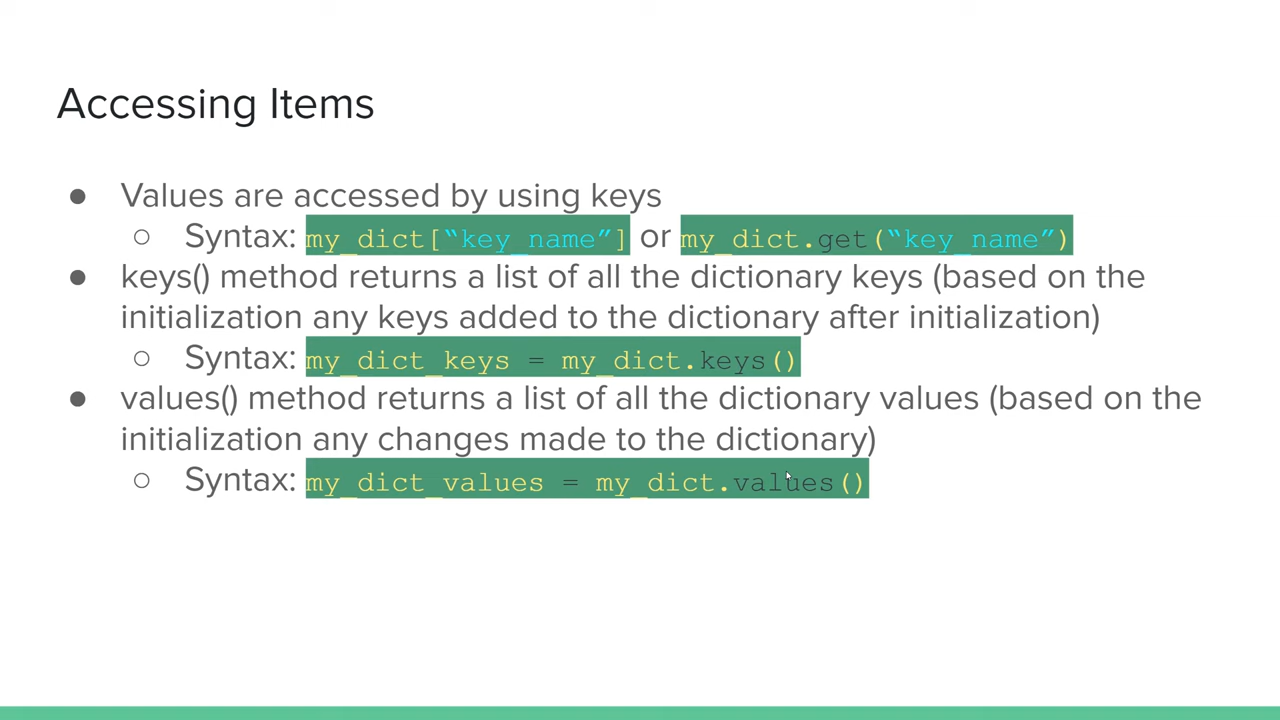 Accessing Items
● Values are accessed by using keys
○ Syntax: my_dict[“key_name”] or my_dict.get(“key_name”)
● keys() method returns a list of all the dictionary keys (based on the
initialization any keys added to the dictionary after initialization)
○ Syntax: my_dict_keys = my_dict.keys()
● values() method returns a list of all the dictionary values (based on the
initialization any changes made to the dictionary)
○ Syntax: my_dict_values = my_dict.values()